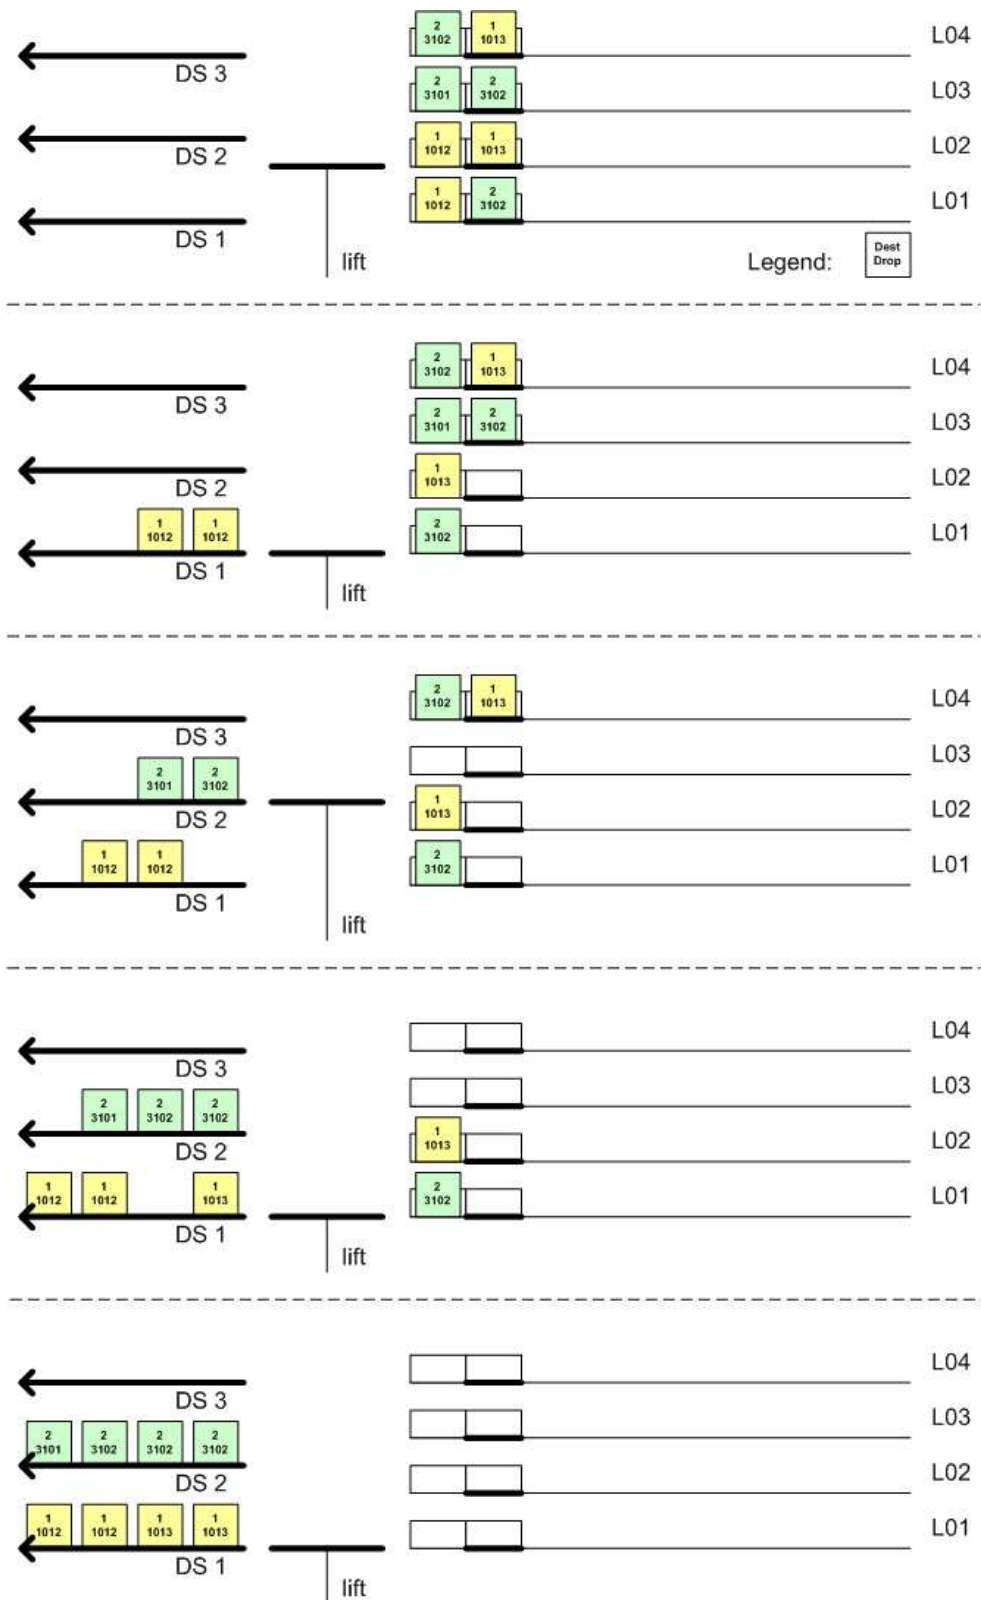 2 1 L04
3102 1013
DS 3
2 2 L03
3101 3102
1 1 L02
DS 2 1012 1013
1 2 L01
1012 3102
DS 1
lift Legend: Dest
Drop
2 1 L04
3102 1013
DS 3
2 2 L03
3101 3102
1 L02
DS 2 1013
1 1 2 L01
1012 1012 3102
DS 1
lift
2 1 L04
3102 1013
DS 3 L03
2 2 1 L02
3101 3102 1013
DS 2
1 1 2 L01
1012 1012 3102
DS 1
lift
L04
DS 3
L03
2 2 2
3101 3102 3102
1 L02
DS 2 1013
1 1 1 2 L01
1012 1012 1013 3102
DS 1
lift
L04
DS 3
L03
2 2 2 2
3101 3102 3102 3102
DS 2 L02
1 1 1 1 L01
1012 1012 1013 1013
DS 1
lift